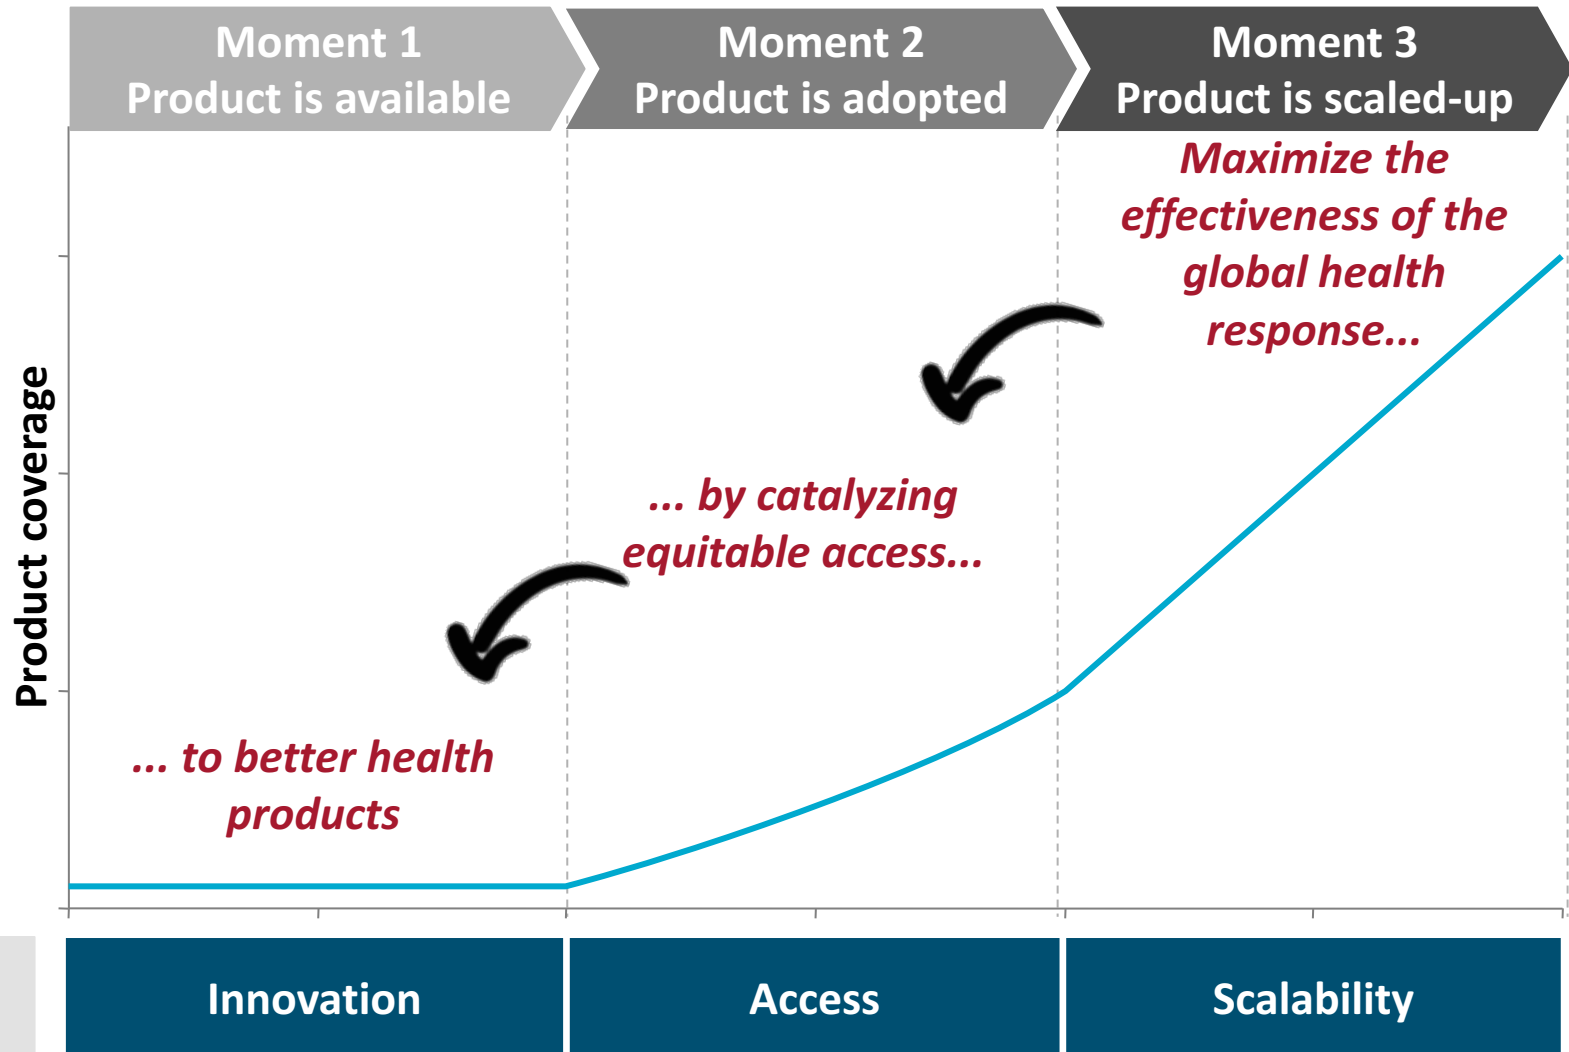 Moment 1
Product is available
Moment 2
Product is adopted
Moment 3
Product is scaled-up
Maximize the
effectiveness of the
global health
response...
... by catalyzing
equitable access...
... to better health
products
Product coverage
Innovation
Access
Scalability